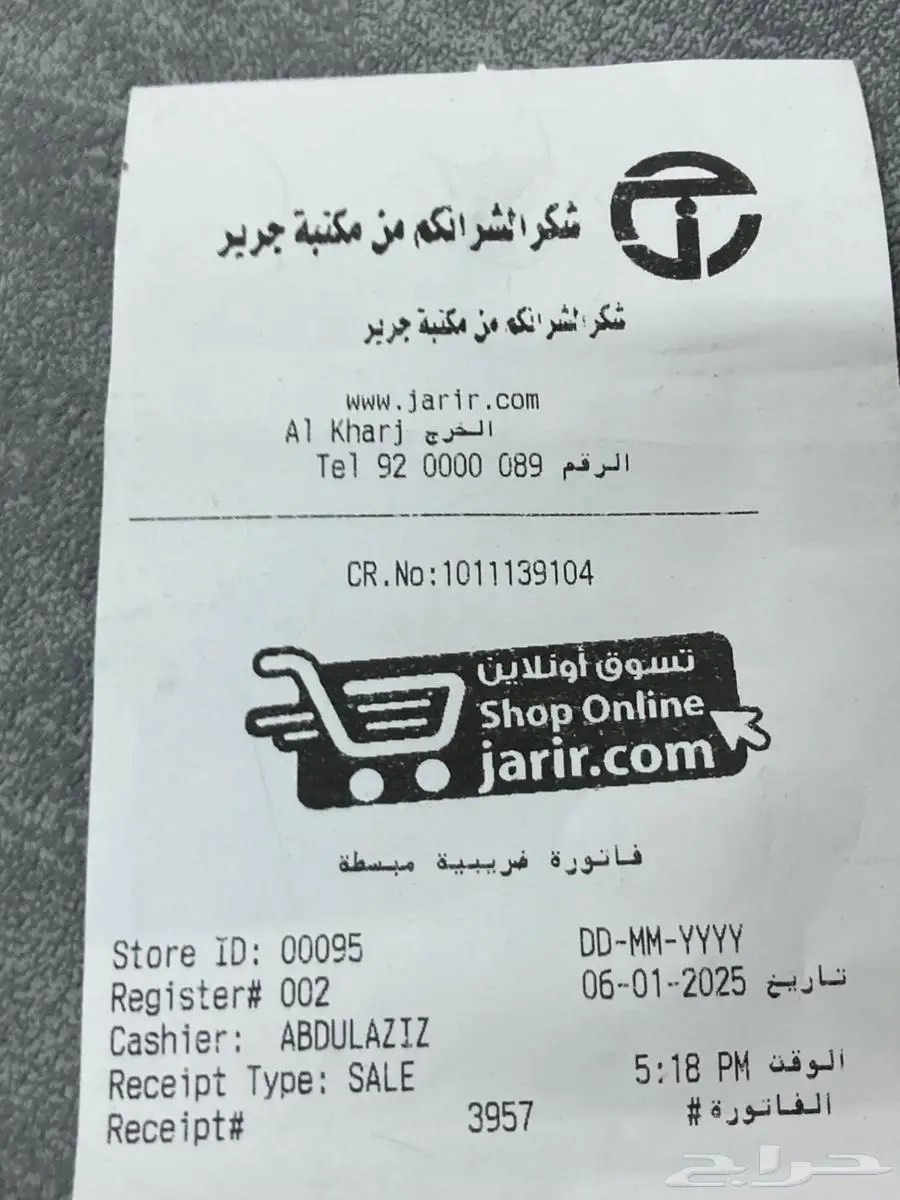 شكرا لشرائكم من مكتبة جرير
شكرا لشرائكم من مكتبة جرير
www.jarir.com
Al Kharj الخرج
Tel 92 0000 089 الرقم
CR.No:1011139104
تسوق أونلاين
Shop Online
jarir.com
فاتورة ضريبية مبسطة
Store ID: 00095 DD-MM-YYYY
Register# 002 06-01-2025 تاريخ
Cashier: ABDULAZIZ
Receipt Type: SALE 5:18 PM الوقت
Receipt# 3957 الفاتورة #
حراج